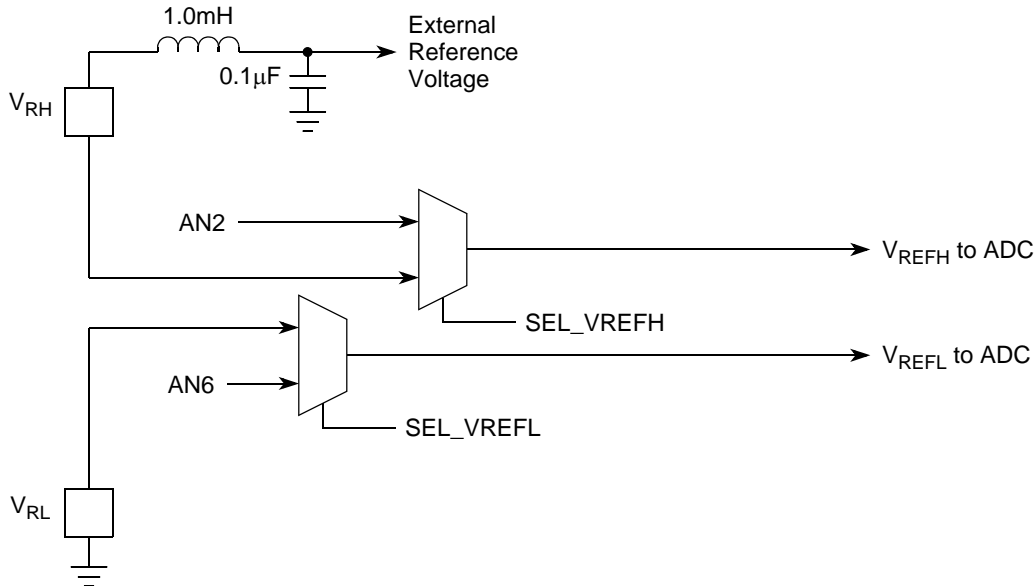 1.0mH
External
Reference
Voltage
0.1μF
VRH
AN2
VREFH to ADC
SEL_VREFH
VREFL to ADC
AN6
SEL_VREFL
VRL